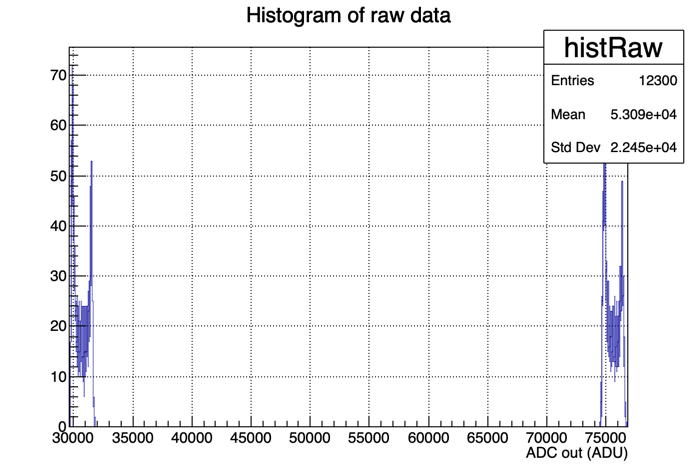 Histogram of raw data
histRaw
Entries 12300
Mean 5.309e+04
Std Dev 2.245e+04
70
60
50
40
30
20
10
0
30000 35000 40000 45000 50000 55000 60000 65000 70000 75000
ADC out (ADU)